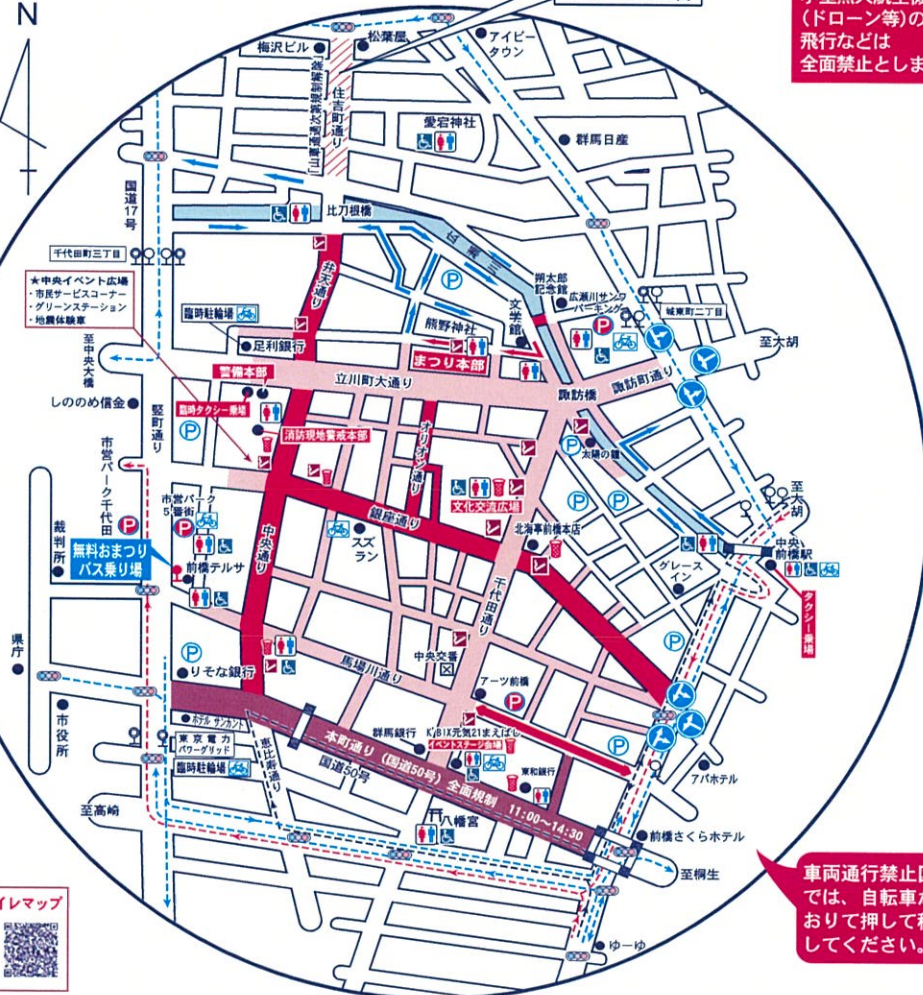 N
(ドローン等)の
飛行などは
全面禁止としま
梅沢ビル
松葉屋
アイビー
タウン
住吉町通り
愛宕神社
群馬日産
国道17号
比刀根橋
千代田町三丁目
★中央イベント広場
・市民サービスコーナー
・グリーンステーション
・地震体験車
弁天通り
朔太郎
記念館
広瀬川サンワ
パーキング
城東町二丁目
臨時駐輪場
足利銀行
熊野神社
文学館
まつり本部
至大胡
至中央大橋
警備本部
立川町大通り
諏訪橋
諏訪町通り
しののめ信金
臨時タクシー乗場
消防現地警戒本部
オリオン通り
太陽の鐘
竪町通り
市営パーク千代田
市営パーク
5番街
文化交流広場
銀座通り
スズ
ラン
北海亭前橋本店
至大胡
裁判所
無料おまつり
バス乗り場
前橋テルサ
中央通り
千代田通り
グレース
イン
中央
前橋駅
タクシー乗場
県庁
りそな銀行
馬場川通り
中央交番
アーツ前橋
市役所
ホテル サンカント
東京電力
パワーグリッド
臨時駐輪場
恵比寿通り
群馬銀行
K'BIX元気21まえばし
イベントステージ会場
東和銀行
本町通り (国道50号) 全面規制 11:00~14:30
国道50号
アパホテル
至高崎
八幡宮
前橋さくらホテル
至桐生
イレマップ
車両通行禁止
では、自転車
おりて押して
してください。
ゆーゆ